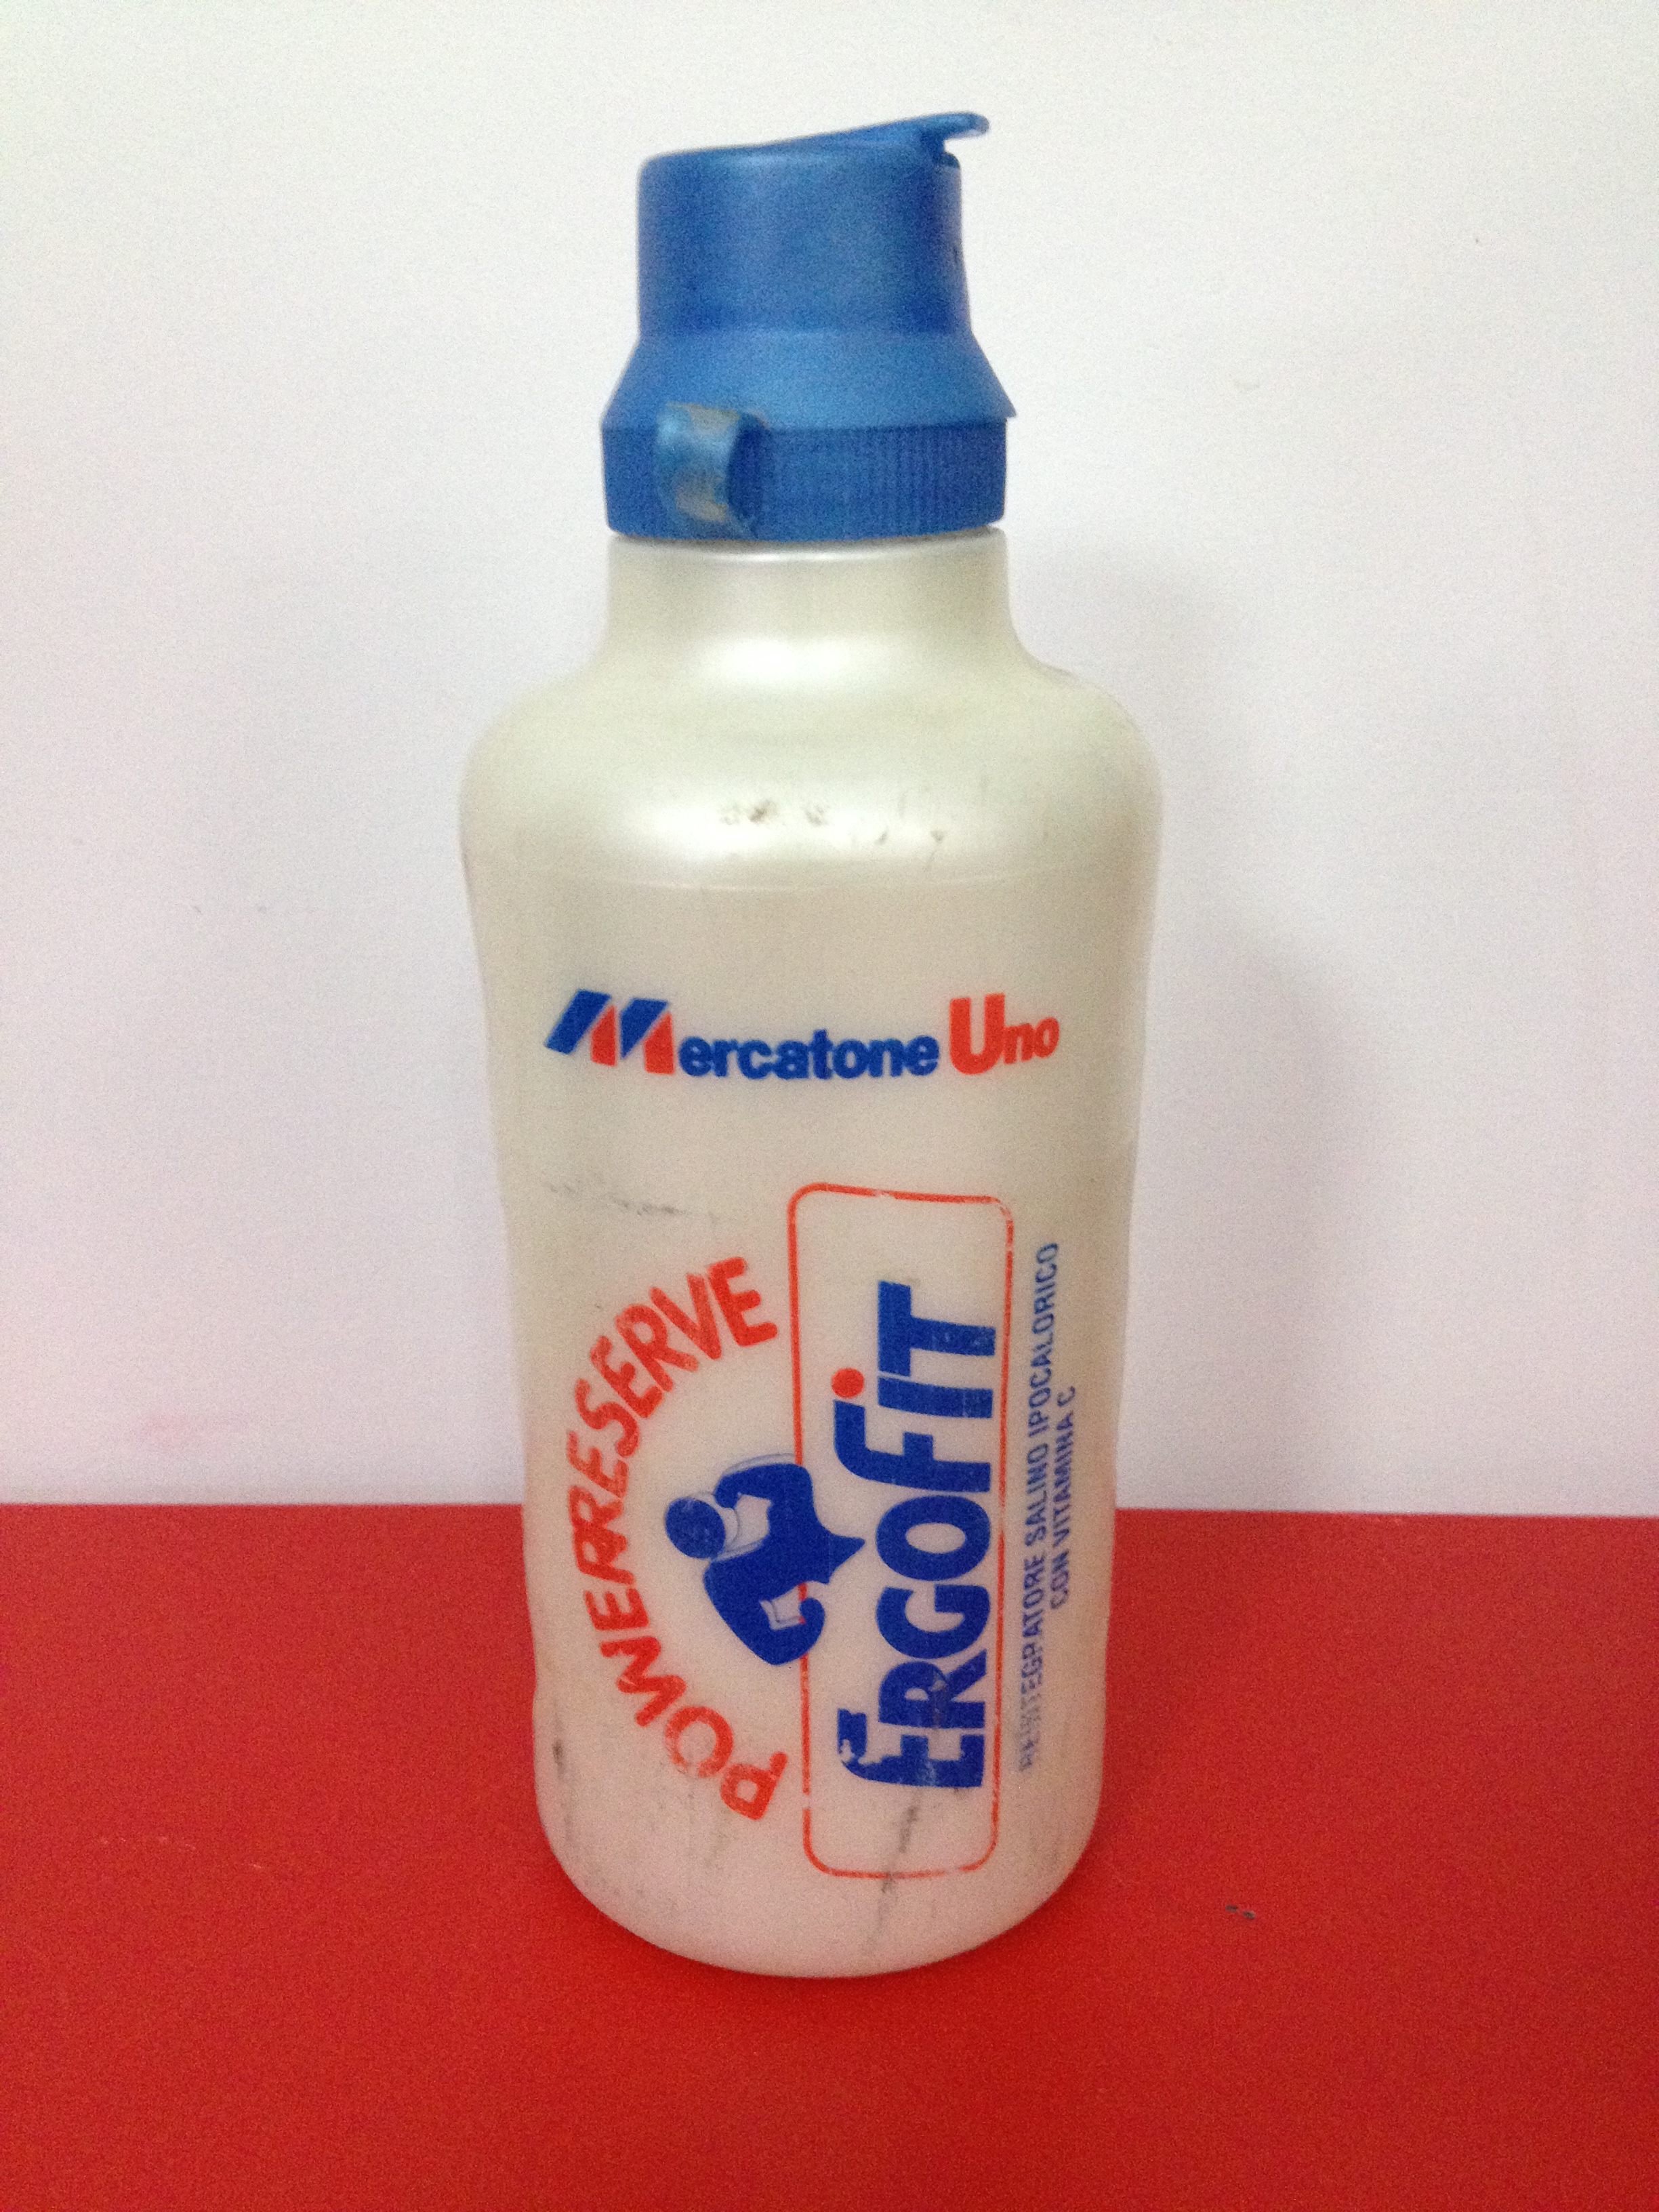 Mercatone Uno
POWERRESERVE
ERGOFIT
REINTEGRATORE SALINO IPOCALORICO
CON VITAMINA C